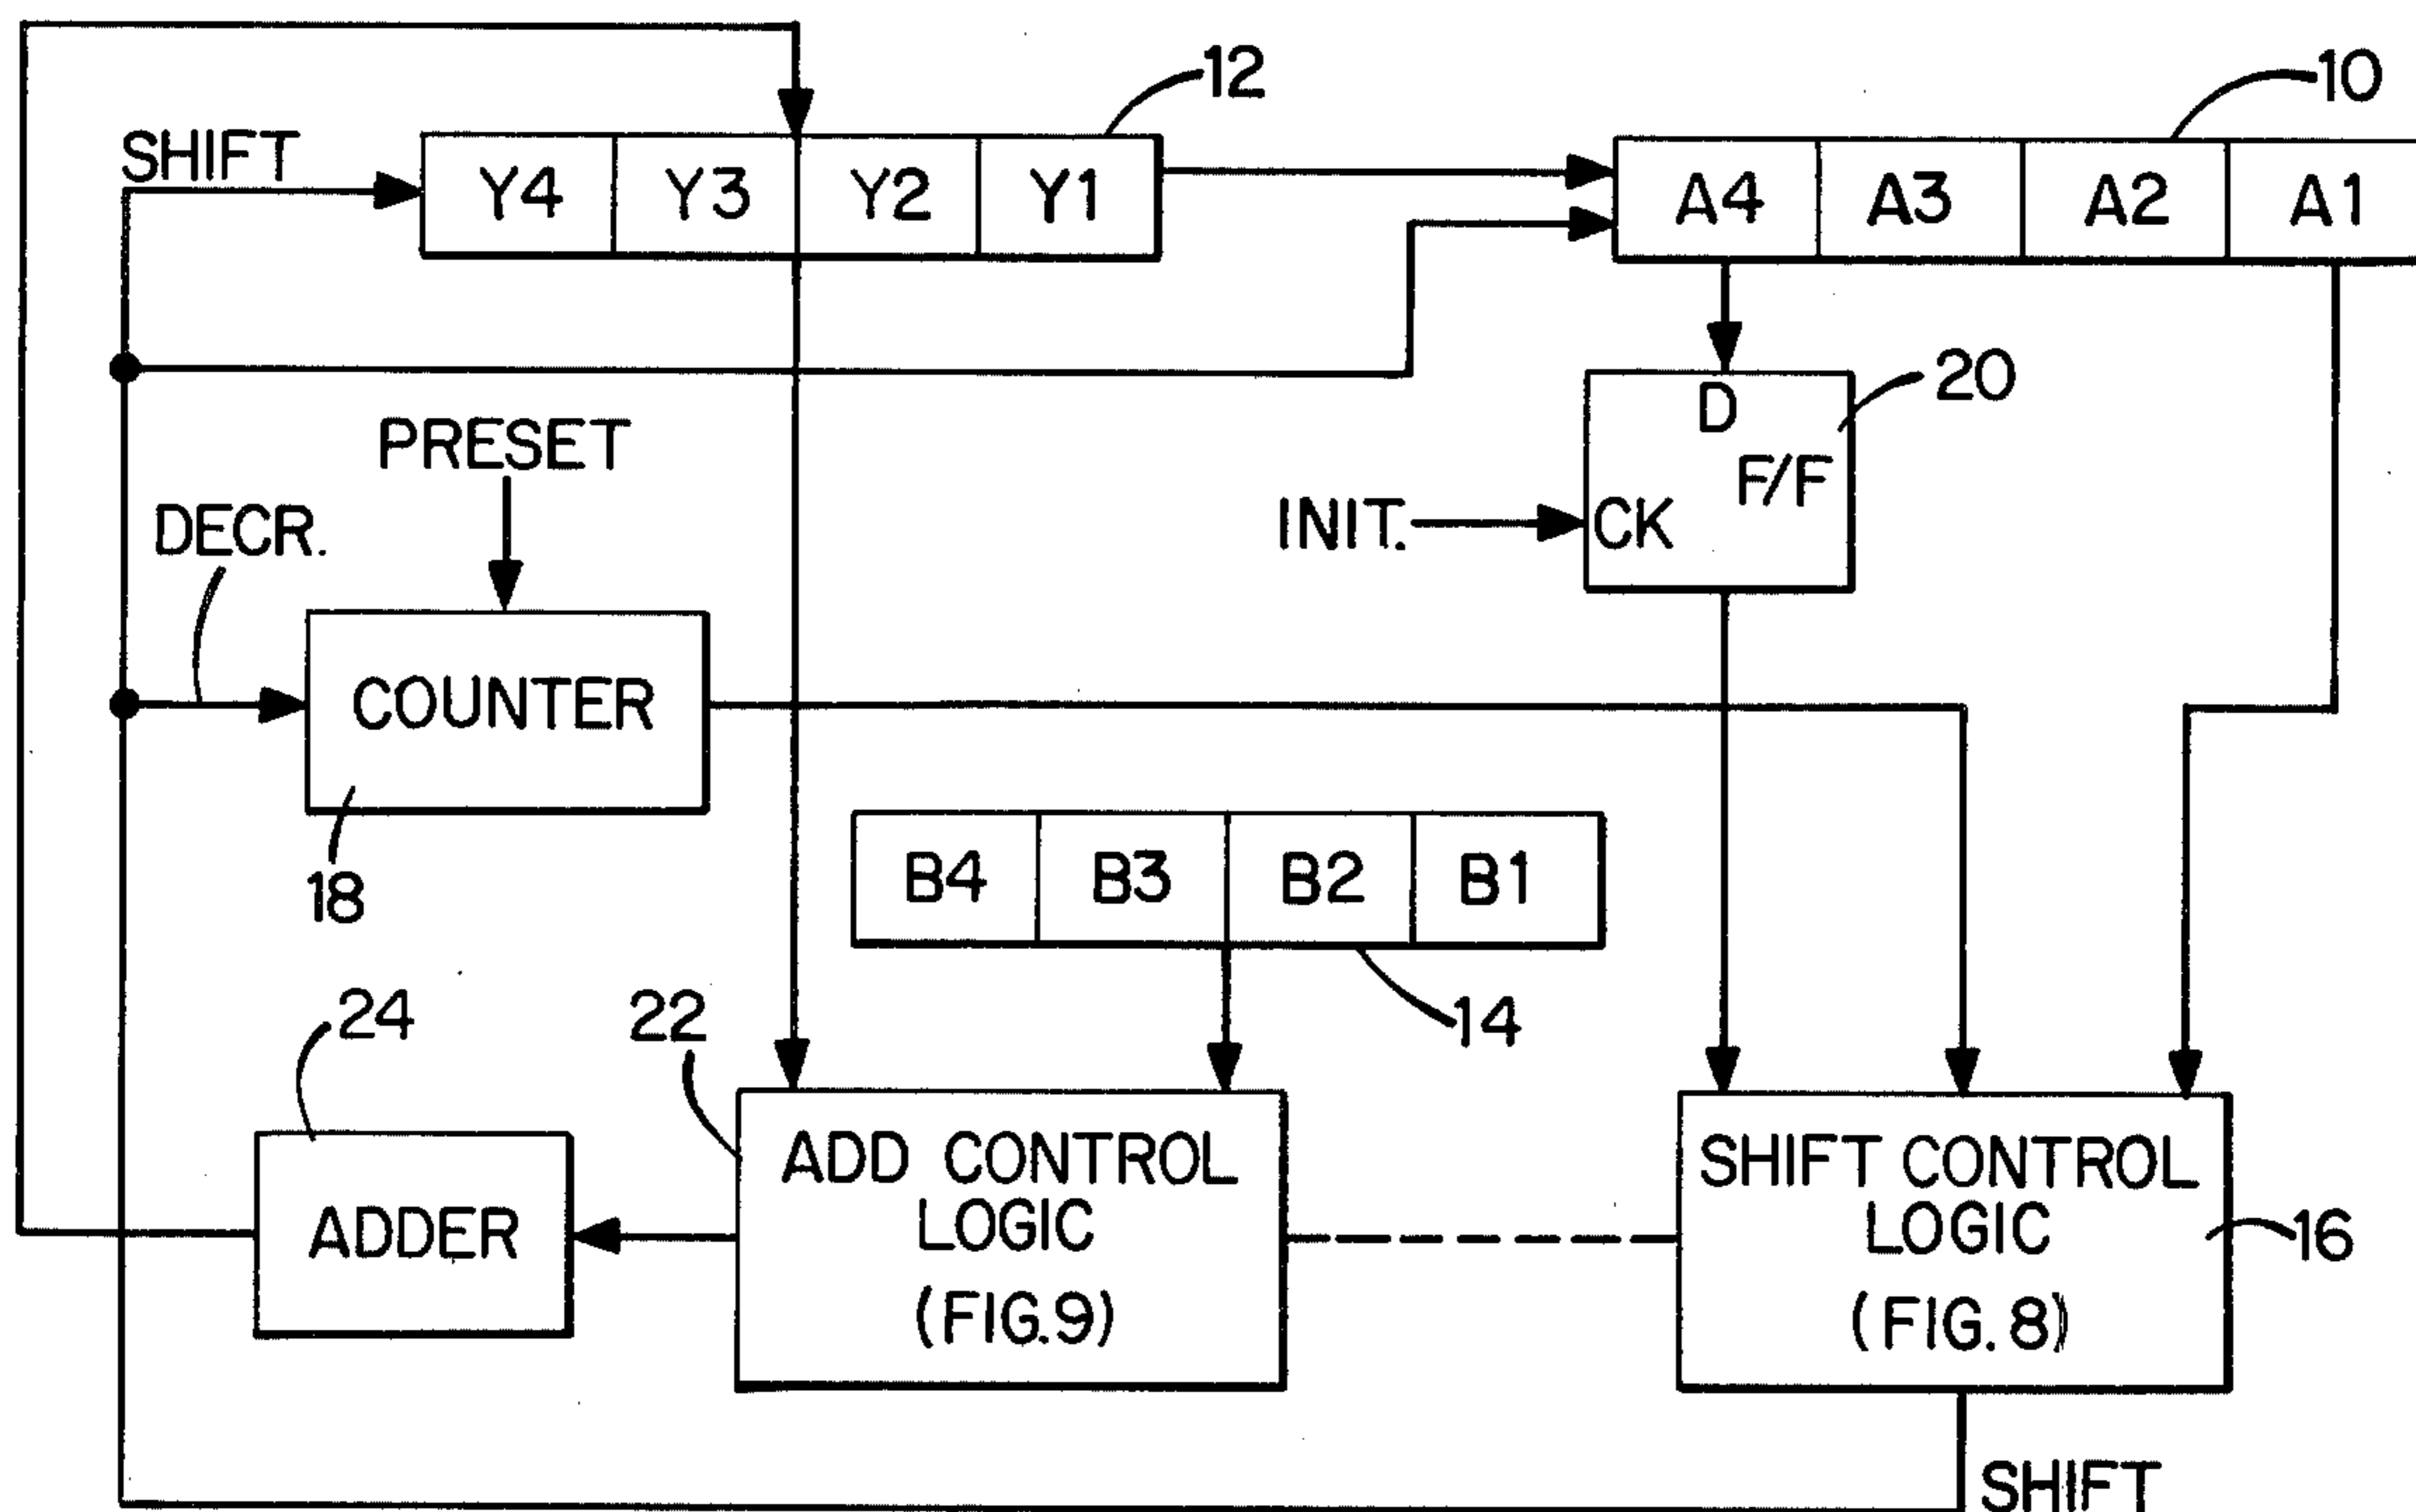 12
10
SHIFT
Y4 Y3 Y2 Y1
A4 A3 A2 A1
20
D
F/F
INIT.
CK
PRESET
DECR.
COUNTER
18
B4 B3 B2 B1
14
24
22
ADD CONTROL
LOGIC
(FIG.9)
SHIFT CONTROL
LOGIC
(FIG. 8)
16
ADDER
SHIFT